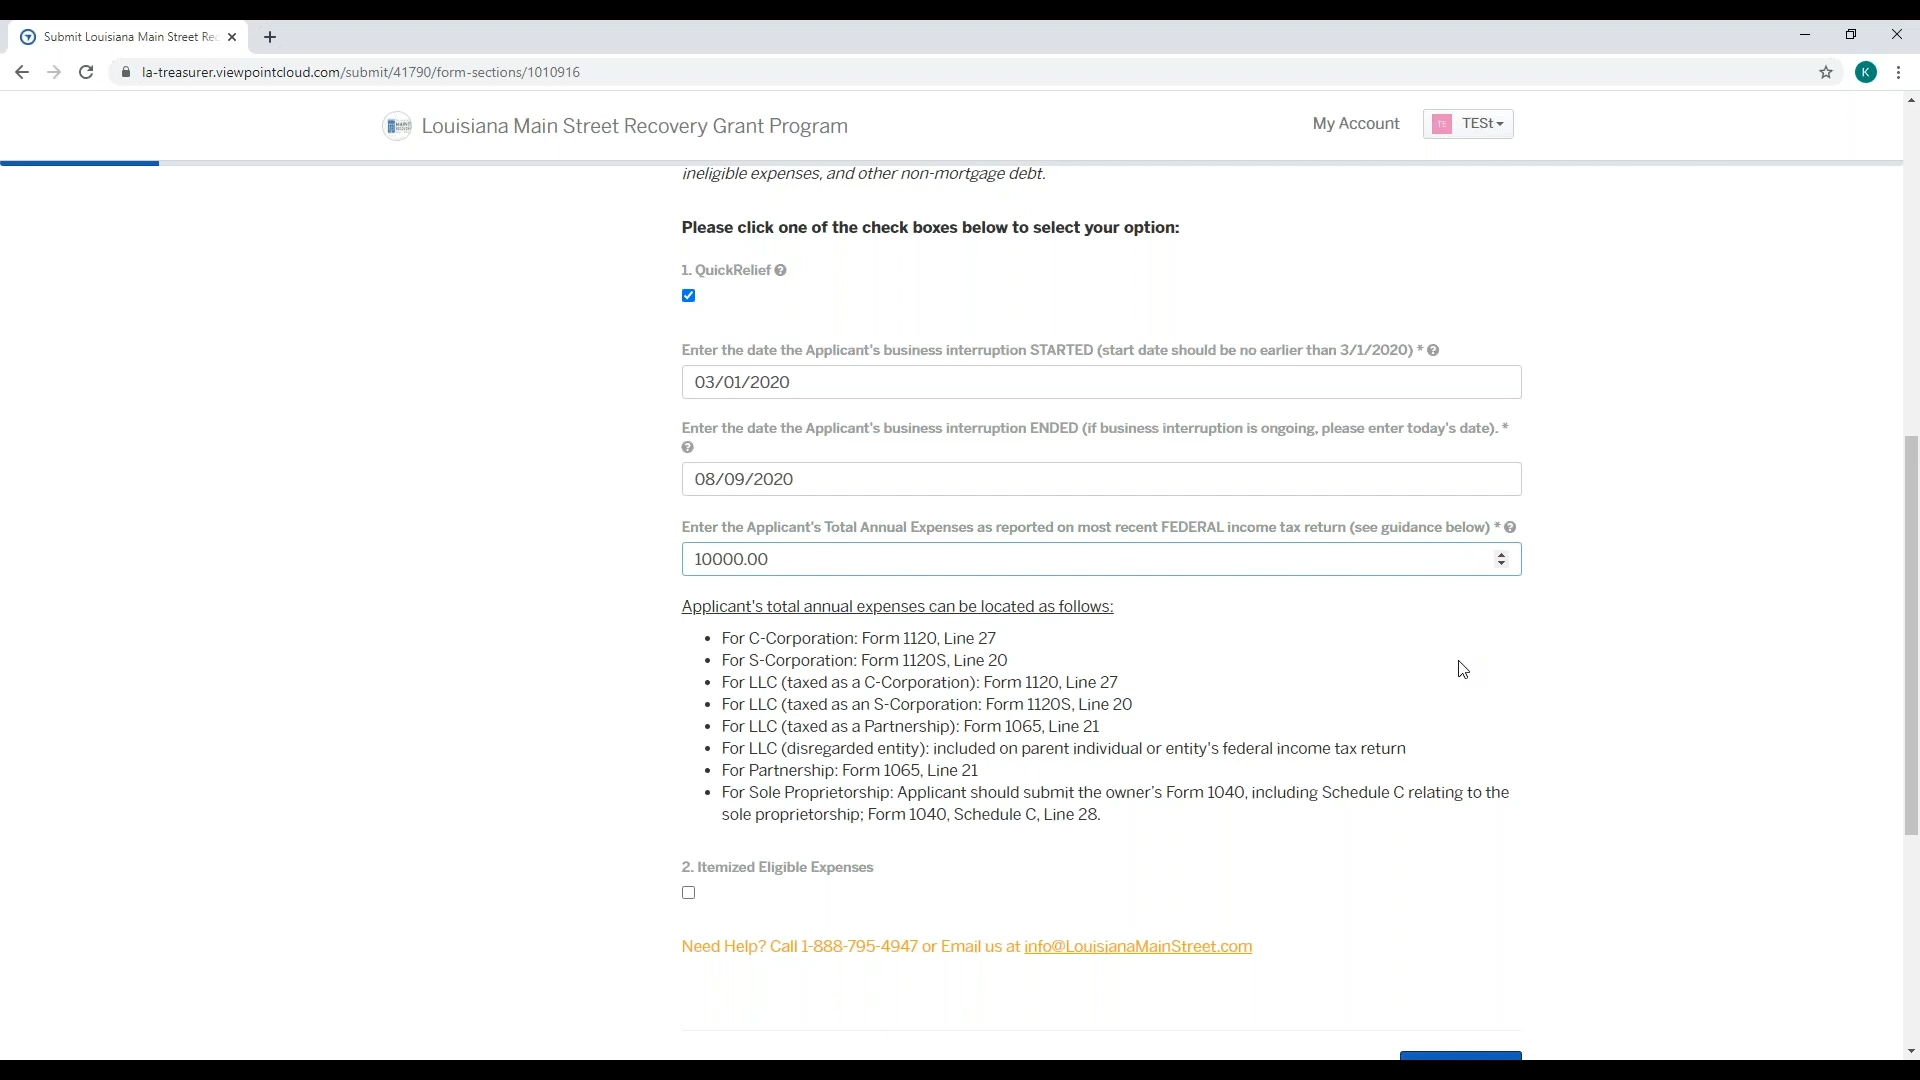 Submit Louisiana Main Street Rec
la-treasurer.viewpointcloud.com/submit/41790/form-sections/1010916
K
Louisiana Main Street Recovery Grant Program
My Account
TE
TESt
ineligible expenses, and other non-mortgage debt.
Please click one of the check boxes below to select your option:
1. QuickRelief
Enter the date the Applicant's business interruption STARTED (start date should be no earlier than 3/1/2020) *
03/01/2020
Enter the date the Applicant's business interruption ENDED (if business interruption is ongoing, please enter today's date). *
08/09/2020
Enter the Applicant's Total Annual Expenses as reported on most recent FEDERAL income tax return (see guidance below) *
10000.00
Applicant's total annual expenses can be located as follows:
• For C-Corporation: Form 1120, Line 27
• For S-Corporation: Form 1120S, Line 20
• For LLC (taxed as a C-Corporation): Form 1120, Line 27
• For LLC (taxed as an S-Corporation: Form 1120S, Line 20
• For LLC (taxed as a Partnership): Form 1065, Line 21
• For LLC (disregarded entity): included on parent individual or entity's federal income tax return
• For Partnership: Form 1065, Line 21
• For Sole Proprietorship: Applicant should submit the owner's Form 1040, including Schedule C relating to the
sole proprietorship; Form 1040, Schedule C, Line 28.
2. Itemized Eligible Expenses
Need Help? Call 1-888-795-4947 or Email us at info@LouisianaMainStreet.com